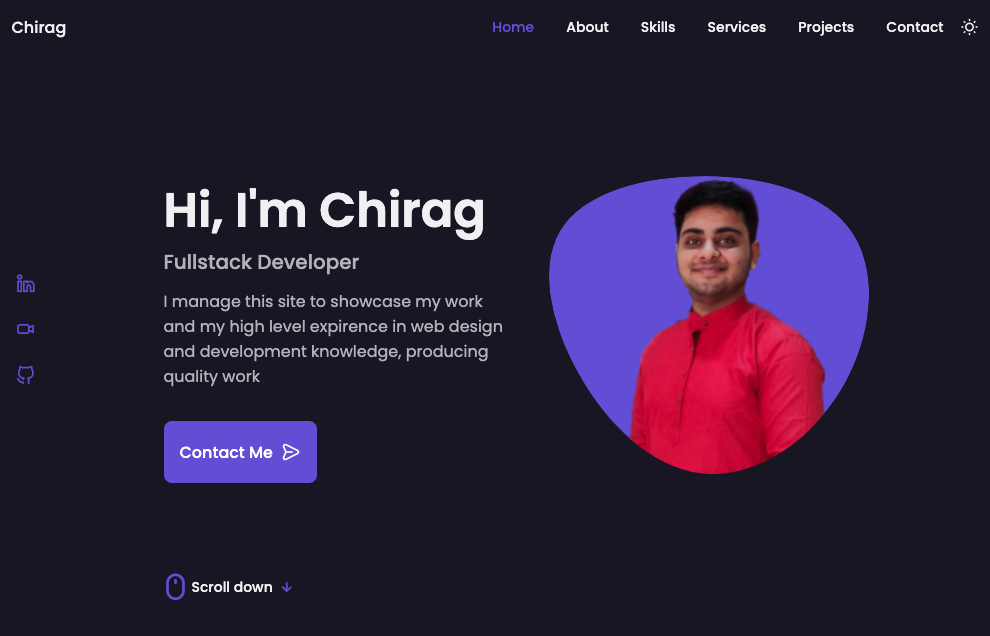 Chirag
Home About Skills Services Projects Contact
Hi, I'm Chirag
Fullstack Developer
I manage this site to showcase my work
and my high level expirence in web design
and development knowledge, producing
quality work
Contact Me
Scroll down